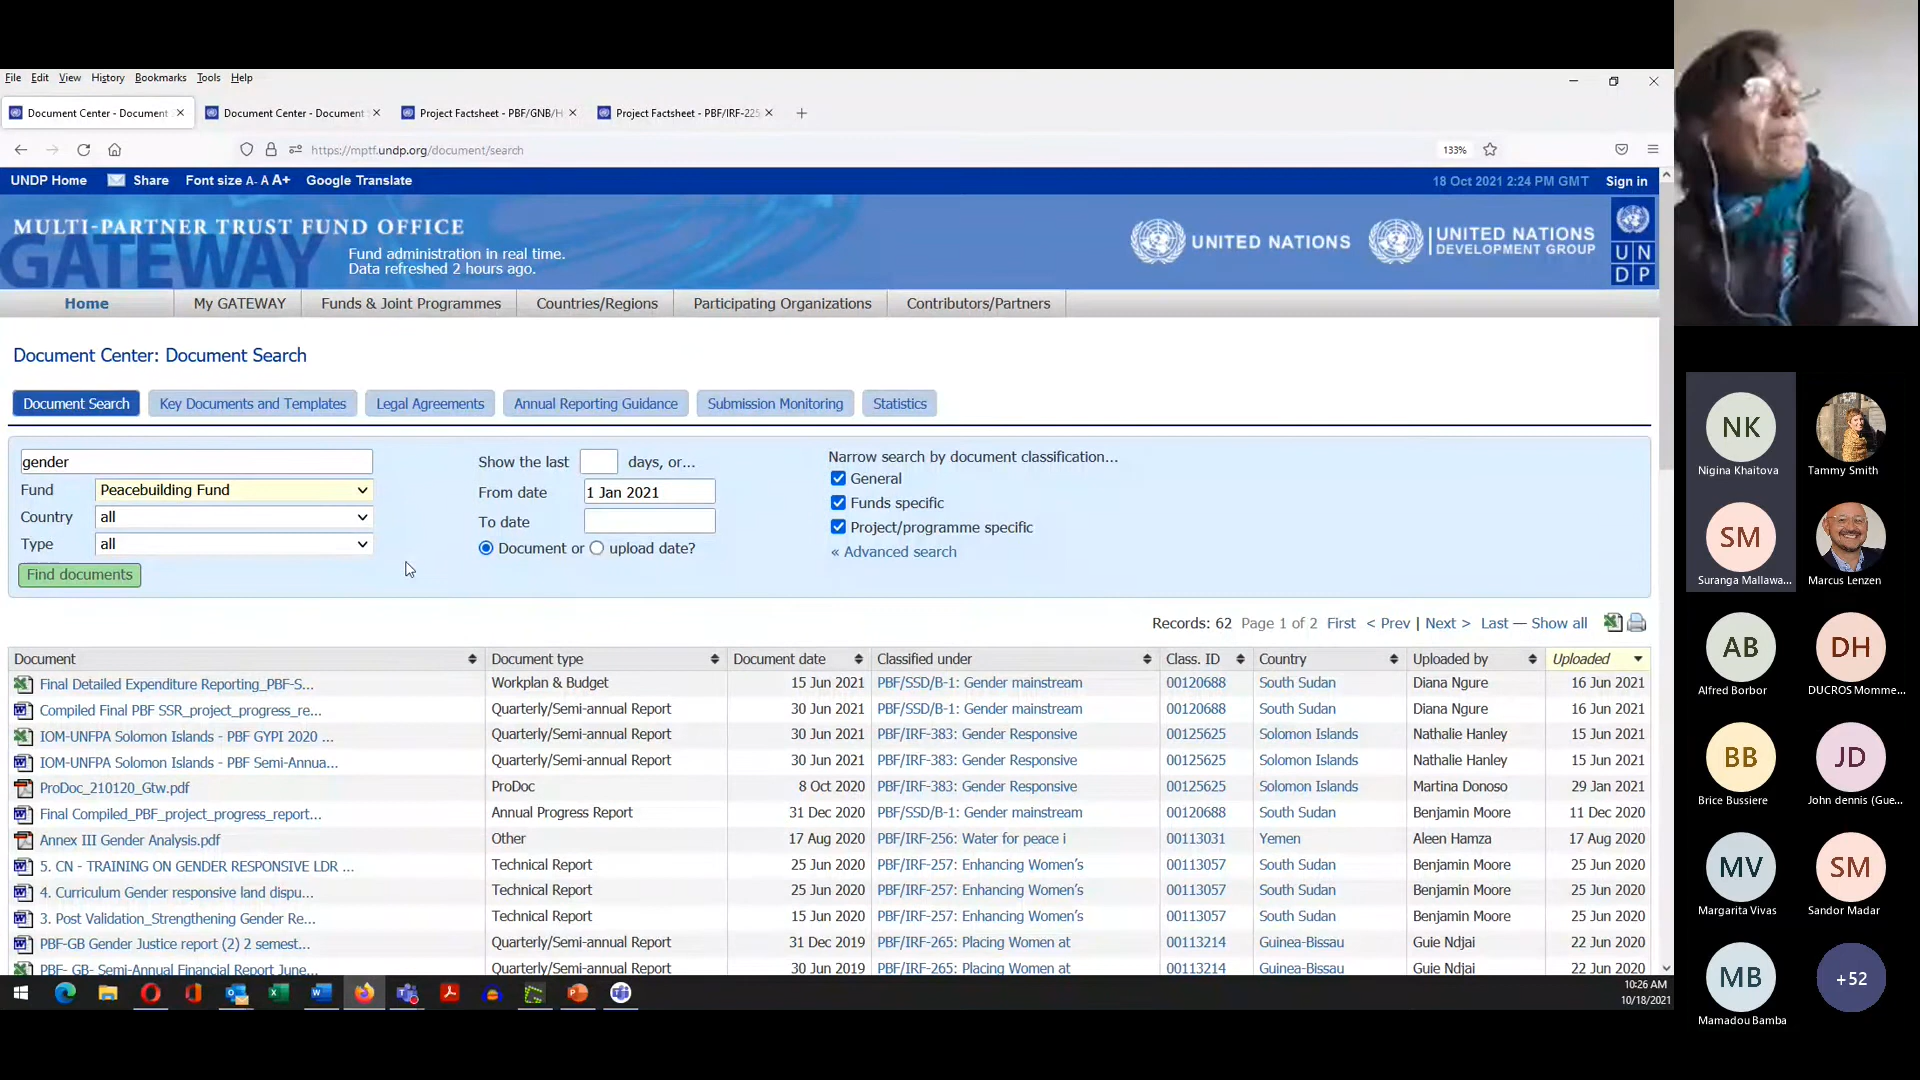 File Edit View History Bookmarks Tools Help
Document Center - Document
Document Center - Document
Project Factsheet - PBF/GNB/H
Project Factsheet - PBF/IRF-225
https://mptf.undp.org/document/search
133%
UNDP Home Share Font size A- A A+ Google Translate
18 Oct 2021 2:24 PM GMT Sign in
MULTI-PARTNER TRUST FUND OFFICE
GATEWAY
Fund administration in real time.
Data refreshed 2 hours ago.
UNITED NATIONS
UNITED NATIONS
DEVELOPMENT GROUP
U N
D P
Home My GATEWAY Funds & Joint Programmes Countries/Regions Participating Organizations Contributors/Partners
Document Center: Document Search
Document Search Key Documents and Templates Legal Agreements Annual Reporting Guidance Submission Monitoring Statistics
gender
Fund Peacebuilding Fund
Country all
Type all
Find documents
Show the last days, or...
From date 1 Jan 2021
To date
Document or upload date?
Narrow search by document classification...
General
Funds specific
Project/programme specific
« Advanced search
Records: 62 Page 1 of 2 First < Prev | Next > Last — Show all
Document Document type Document date Classified under Class. ID Country Uploaded by Uploaded
Final Detailed Expenditure Reporting_PBF-S... Workplan & Budget 15 Jun 2021 PBF/SSD/B-1: Gender mainstream 00120688 South Sudan Diana Ngure 16 Jun 2021
Compiled Final PBF SSR_project_progress_re... Quarterly/Semi-annual Report 30 Jun 2021 PBF/SSD/B-1: Gender mainstream 00120688 South Sudan Diana Ngure 16 Jun 2021
IOM-UNFPA Solomon Islands - PBF GYPI 2020 ... Quarterly/Semi-annual Report 30 Jun 2021 PBF/IRF-383: Gender Responsive 00125625 Solomon Islands Nathalie Hanley 15 Jun 2021
IOM-UNFPA Solomon Islands - PBF Semi-Annua... Quarterly/Semi-annual Report 30 Jun 2021 PBF/IRF-383: Gender Responsive 00125625 Solomon Islands Nathalie Hanley 15 Jun 2021
ProDoc_210120_Gtw.pdf ProDoc 8 Oct 2020 PBF/IRF-383: Gender Responsive 00125625 Solomon Islands Martina Donoso 29 Jan 2021
Final Compiled_PBF_project_progress_report... Annual Progress Report 31 Dec 2020 PBF/SSD/B-1: Gender mainstream 00120688 South Sudan Benjamin Moore 11 Dec 2020
Annex III Gender Analysis.pdf Other 17 Aug 2020 PBF/IRF-256: Water for peace i 00113031 Yemen Aleen Hamza 17 Aug 2020
5. CN - TRAINING ON GENDER RESPONSIVE LDR ... Technical Report 25 Jun 2020 PBF/IRF-257: Enhancing Women's 00113057 South Sudan Benjamin Moore 25 Jun 2020
4. Curriculum Gender responsive land dispu... Technical Report 25 Jun 2020 PBF/IRF-257: Enhancing Women's 00113057 South Sudan Benjamin Moore 25 Jun 2020
3. Post Validation_Strengthening Gender Re... Technical Report 15 Jun 2020 PBF/IRF-257: Enhancing Women's 00113057 South Sudan Benjamin Moore 25 Jun 2020
PBF-GB Gender Justice report (2) 2 semest... Quarterly/Semi-annual Report 31 Dec 2019 PBF/IRF-265: Placing Women at 00113214 Guinea-Bissau Guie Ndjai 22 Jun 2020
PBF- GB- Semi-Annual Financial Report June... Quarterly/Semi-annual Report 30 Jun 2019 PBF/IRF-265: Placing Women at 00113214 Guinea-Bissau Guie Ndjai 22 Jun 2020
10:26 AM
10/18/2021
NK
Nigina Khaitova Tammy Smith
SM
Suranga Mallawa... Marcus Lenzen
AB DH
Alfred Borbor DUCROS Momme...
BB JD
Brice Bussiere John dennis (Gue...
MV SM
Margarita Vivas Sandor Madar
MB +52
Mamadou Bamba